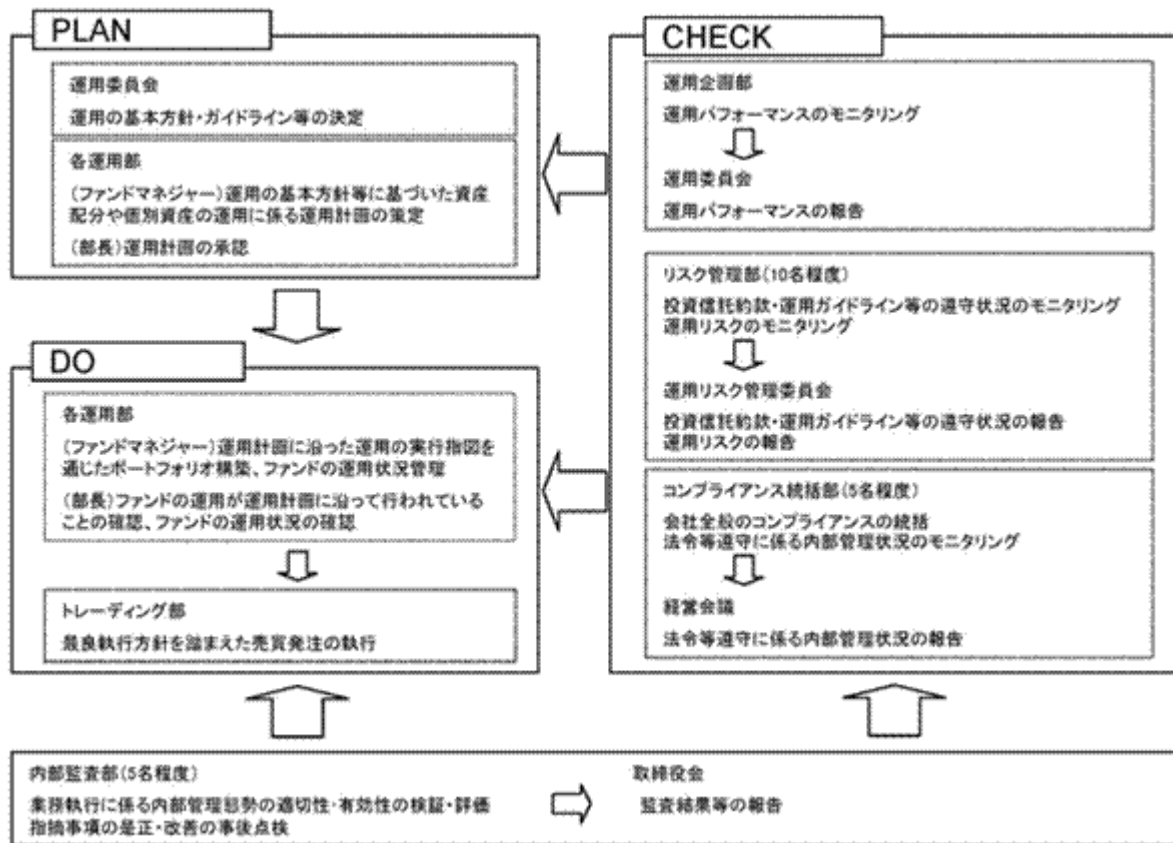 PLAN
運用委員会
運用の基本方針・ガイドライン等の決定
各運用部
(ファンドマネジャー)運用の基本方針等に基づいた資産
配分や個別資産の運用に係る運用計画の策定
(部長)運用計画の承認
DO
各運用部
(ファンドマネジャー)運用計画に沿った運用の実行指図を
通じたポートフォリオ構築、ファンドの運用状況管理
(部長)ファンドの運用が運用計画に沿って行われている
ことの確認、ファンドの運用状況の確認
トレーディング部
最良執行方針を踏まえた売買発注の執行
CHECK
運用企画部
運用パフォーマンスのモニタリング
運用委員会
運用パフォーマンスの報告
リスク管理部(10名程度)
投資信託約款・運用ガイドライン等の遵守状況のモニタリング
運用リスクのモニタリング
運用リスク管理委員会
投資信託約款・運用ガイドライン等の遵守状況の報告
運用リスクの報告
コンプライアンス統括部(5名程度)
会社全般のコンプライアンスの統括
法令等遵守に係る内部管理状況のモニタリング
経営会議
法令等遵守に係る内部管理状況の報告
内部監査部(5名程度)
業務執行に係る内部管理態勢の適切性・有効性の検証・評価
指摘事項の是正・改善の事後点検
取締役会
監査結果等の報告